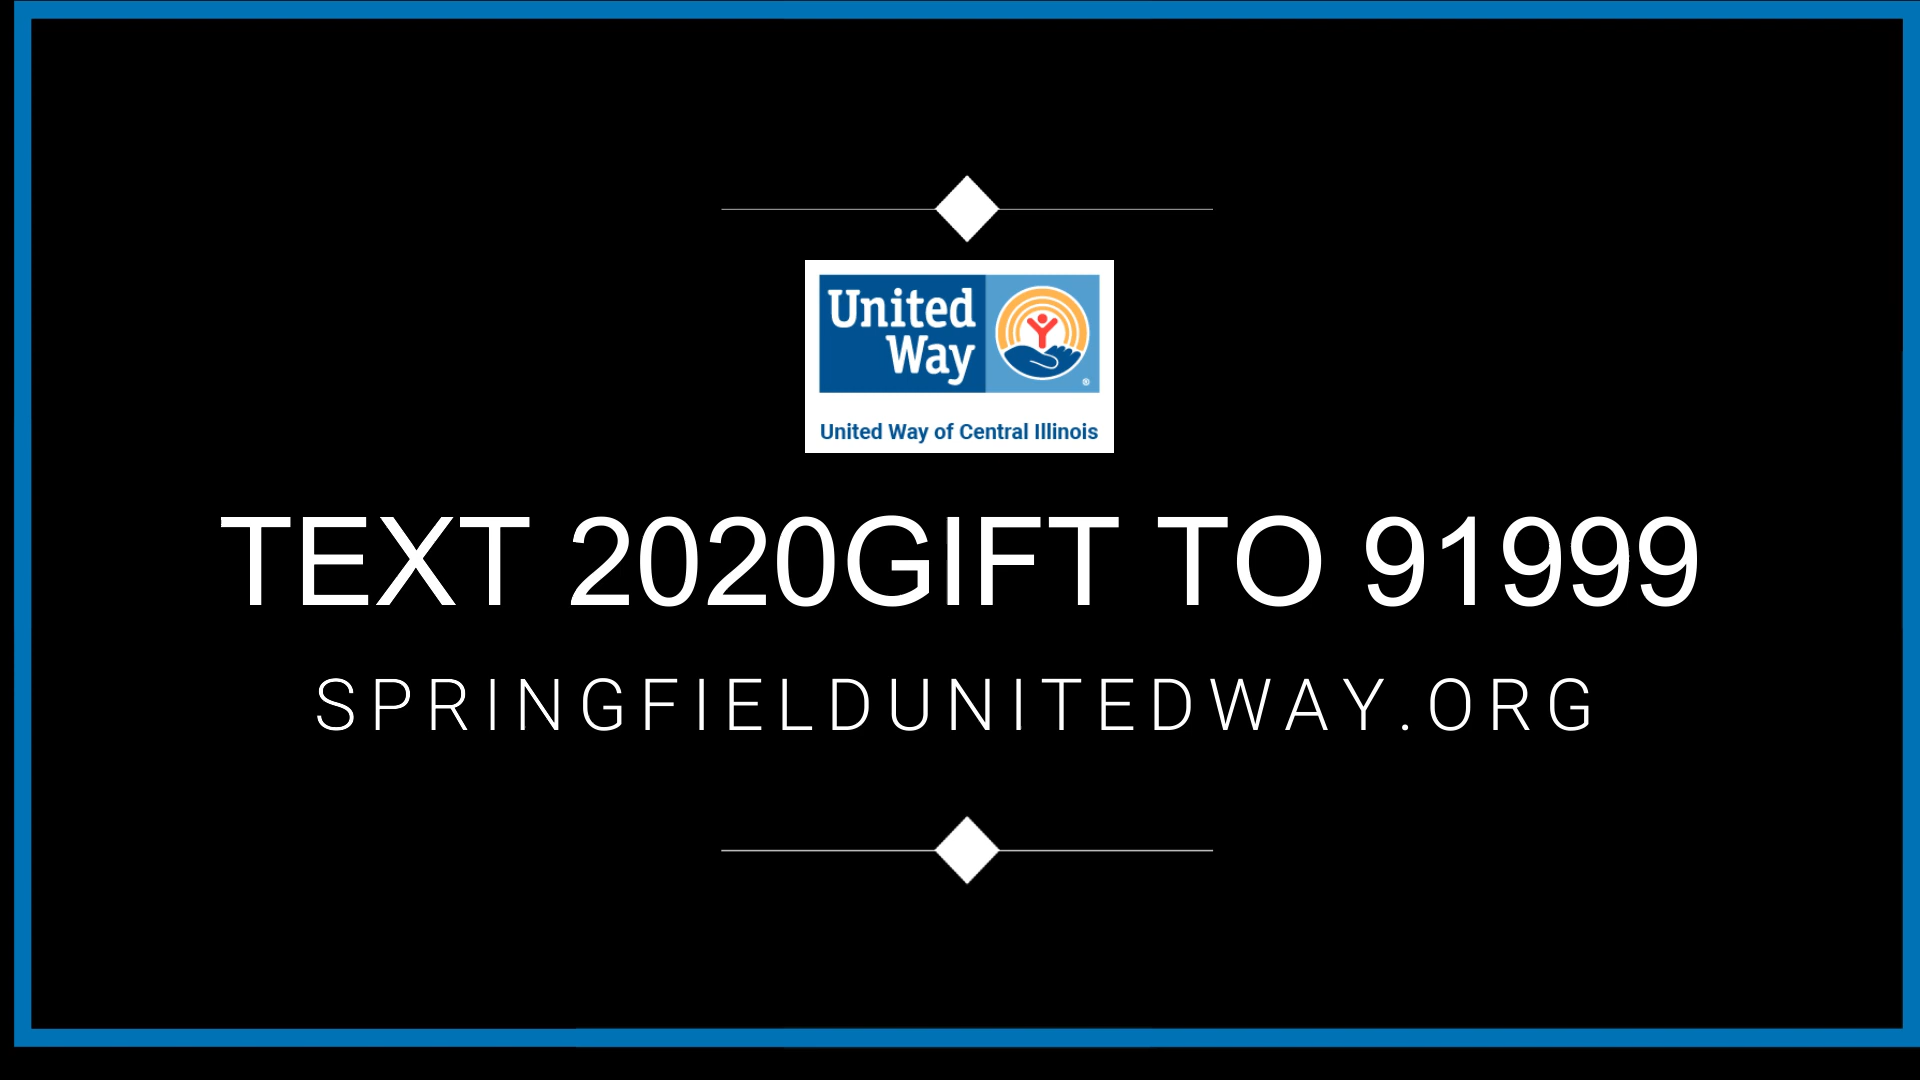 United
Way
®
United Way of Central Illinois
TEXT 2020GIFT TO 91999
SPRINGFIELDUNITEDWAY.ORG